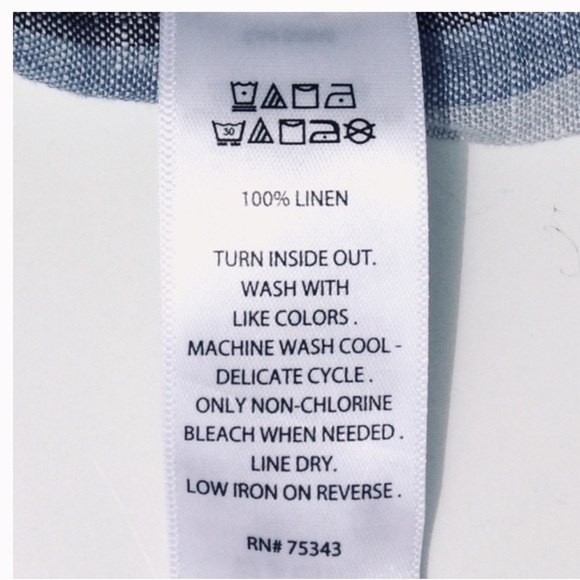 30
100% LINEN
TURN INSIDE OUT.
WASH WITH
LIKE COLORS .
MACHINE WASH COOL -
DELICATE CYCLE .
ONLY NON-CHLORINE
BLEACH WHEN NEEDED .
LINE DRY.
LOW IRON ON REVERSE .
RN# 75343